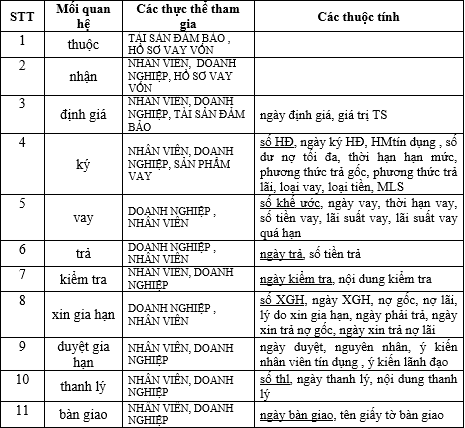 STT Mối quan hệ Các thực thể tham gia Các thuộc tính
1 thuộc TÀI SẢN ĐẢM BẢO , HỒ SƠ VAY VỐN
2 nhận NHÂN VIÊN, DOANH NGHIỆP, HỒ SƠ VAY VỐN
3 định giá NHÂN VIÊN, DOANH NGHIỆP, TÀI SẢN ĐẢM BẢO ngày định giá, giá trị TS
4 ký NHÂN VIÊN, DOANH NGHIỆP, SẢN PHẨM VAY số HĐ, ngày ký HĐ, HMtín dụng , số dư nợ tối đa, thời hạn hạn mức, phương thức trả gốc, phương thức trả lãi, loại vay, loại tiền, MLS
5 vay DOANH NGHIỆP , NHÂN VIÊN số khế ước, ngày vay, thời hạn vay, số tiền vay, lãi suất vay, lãi suất vay quá hạn
6 trả DOANH NGHIỆP , NHÂN VIÊN ngày trả, số tiền trả
7 kiểm tra NHÂN VIÊN, DOANH NGHIỆP ngày kiểm tra, nội dung kiểm tra
8 xin gia hạn DOANH NGHIỆP , NHÂN VIÊN số XGH, ngày XGH, nợ gốc, nợ lãi, lý do xin gia hạn, ngày phải trả, ngày xin trả nợ gốc, ngày xin trả nợ lãi
9 duyệt gia hạn NHÂN VIÊN, DOANH NGHIỆP ngày duyệt, nguyên nhân, ý kiến nhân viên tín dụng , ý kiến lãnh đạo
10 thanh lý NHÂN VIÊN, DOANH NGHIỆP số thl, ngày thanh lý, nội dung thanh lý
11 bàn giao NHÂN VIÊN, DOANH NGHIỆP ngày bàn giao, tên giấy tờ bàn giao